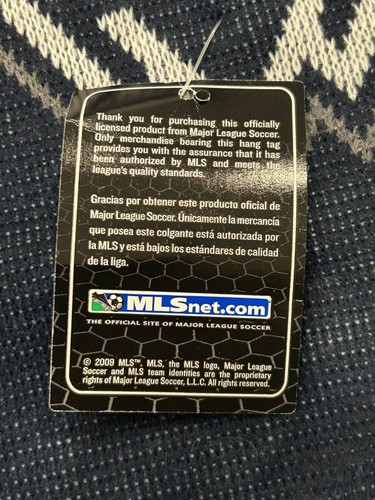 Thank you for purchasing this officially
licensed product from Major League Soccer.
Only merchandise bearing this hang tag
provides you with the assurance that it has
been authorized by MLS and meets the
league's quality standards.
Gracias por obtener este producto oficial de
Major League Soccer. Únicamente la mercancía
que posea este colgante está autorizada por
la MLS y está bajo los estándares de calidad
de la liga.
MLSnet.com
THE OFFICIAL SITE OF MAJOR LEAGUE SOCCER
© 2009 MLS™. MLS, the MLS logo, Major League
Soccer and MLS team identities are the proprietary
rights of Major League Soccer, L.L.C. All rights reserved.